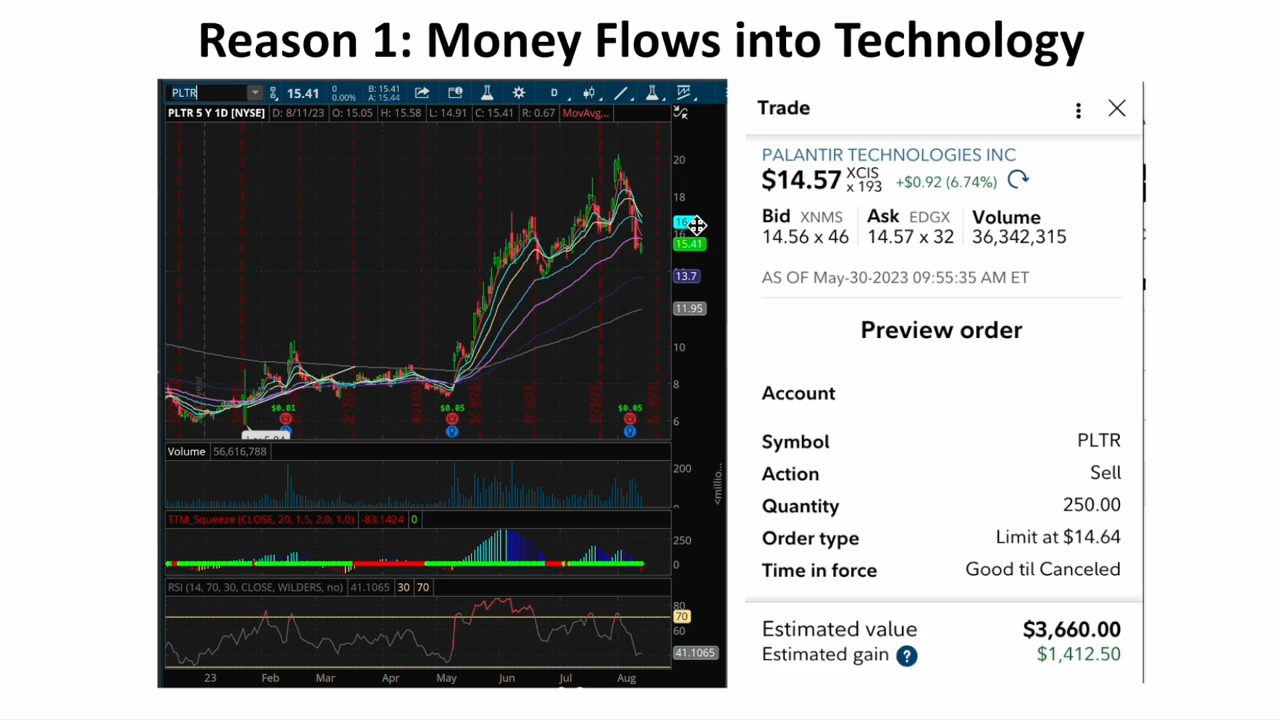 Reason 1: Money Flows into Technology
PLTR
15.41
0
0.00%
B: 15.41
A: 15.44
D
PLTR 5 Y 1D [NYSE]
D: 8/11/23
O: 15.05
H: 15.58
L: 14.91
C: 15.41
R: 0.67
MovAvg...
20
18
16
15.41
13.7
11.95
10
8
6
$0.01
$0.05
$0.05
Volume
56,616,788
200
<millio...
TTM_Squeeze (CLOSE, 20, 1.5, 2.0, 1.0)
-83.1424
0
250
0
RSI (14, 70, 30, CLOSE, WILDERS, no)
41.1065
30
70
80
70
60
41.1065
23
Feb
Mar
Apr
May
Jun
Jul
Aug
Trade
PALANTIR TECHNOLOGIES INC
$14.57 XCIS x 193 +$0.92 (6.74%)
Bid XNMS
14.56 x 46
Ask EDGX
14.57 x 32
Volume
36,342,315
AS OF May-30-2023 09:55:35 AM ET
Preview order
Account
Symbol PLTR
Action Sell
Quantity 250.00
Order type Limit at $14.64
Time in force Good til Canceled
Estimated value $3,660.00
Estimated gain ? $1,412.50